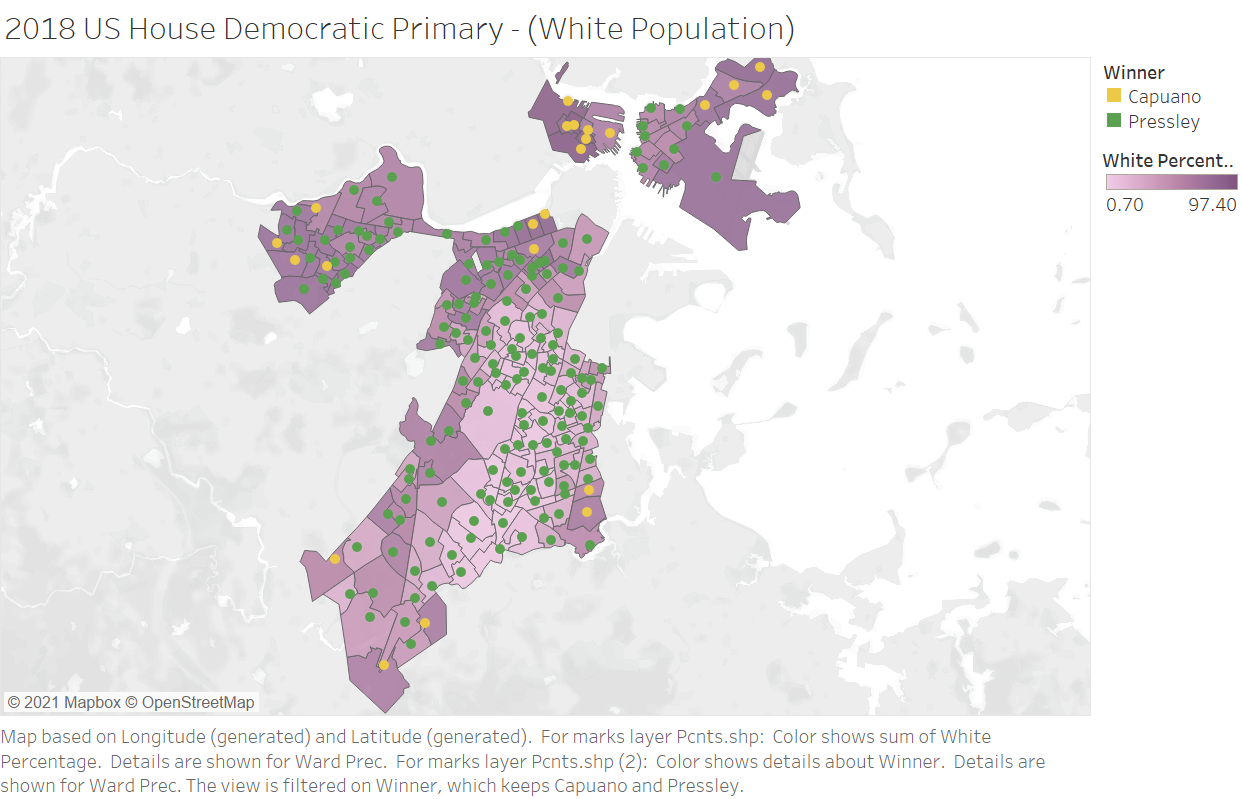 2018 US House Democratic Primary - (White Population)
Winner
Capuano
Pressley
White Percent..
0.70 97.40
© 2021 Mapbox © OpenStreetMap
Map based on Longitude (generated) and Latitude (generated).  For marks layer Pcnts.shp:  Color shows sum of White
Percentage.  Details are shown for Ward Prec.  For marks layer Pcnts.shp (2):  Color shows details about Winner.  Details are
shown for Ward Prec. The view is filtered on Winner, which keeps Capuano and Pressley.